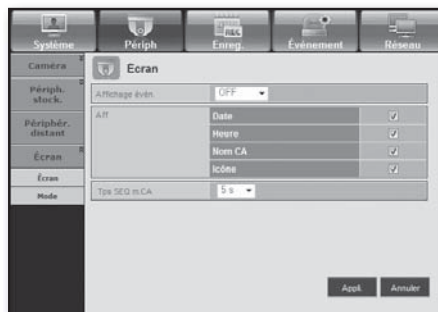 Système Périph Enreg. Événement Réseau
Caméra
Périph. stock.
Périphér. distant
Écran
Écran
Mode
Ecran
Affichage évén. OFF
Aff Date
Heure
Nom CA
Icône
Tps SEQ m.CA 5 s
Appli. Annuler